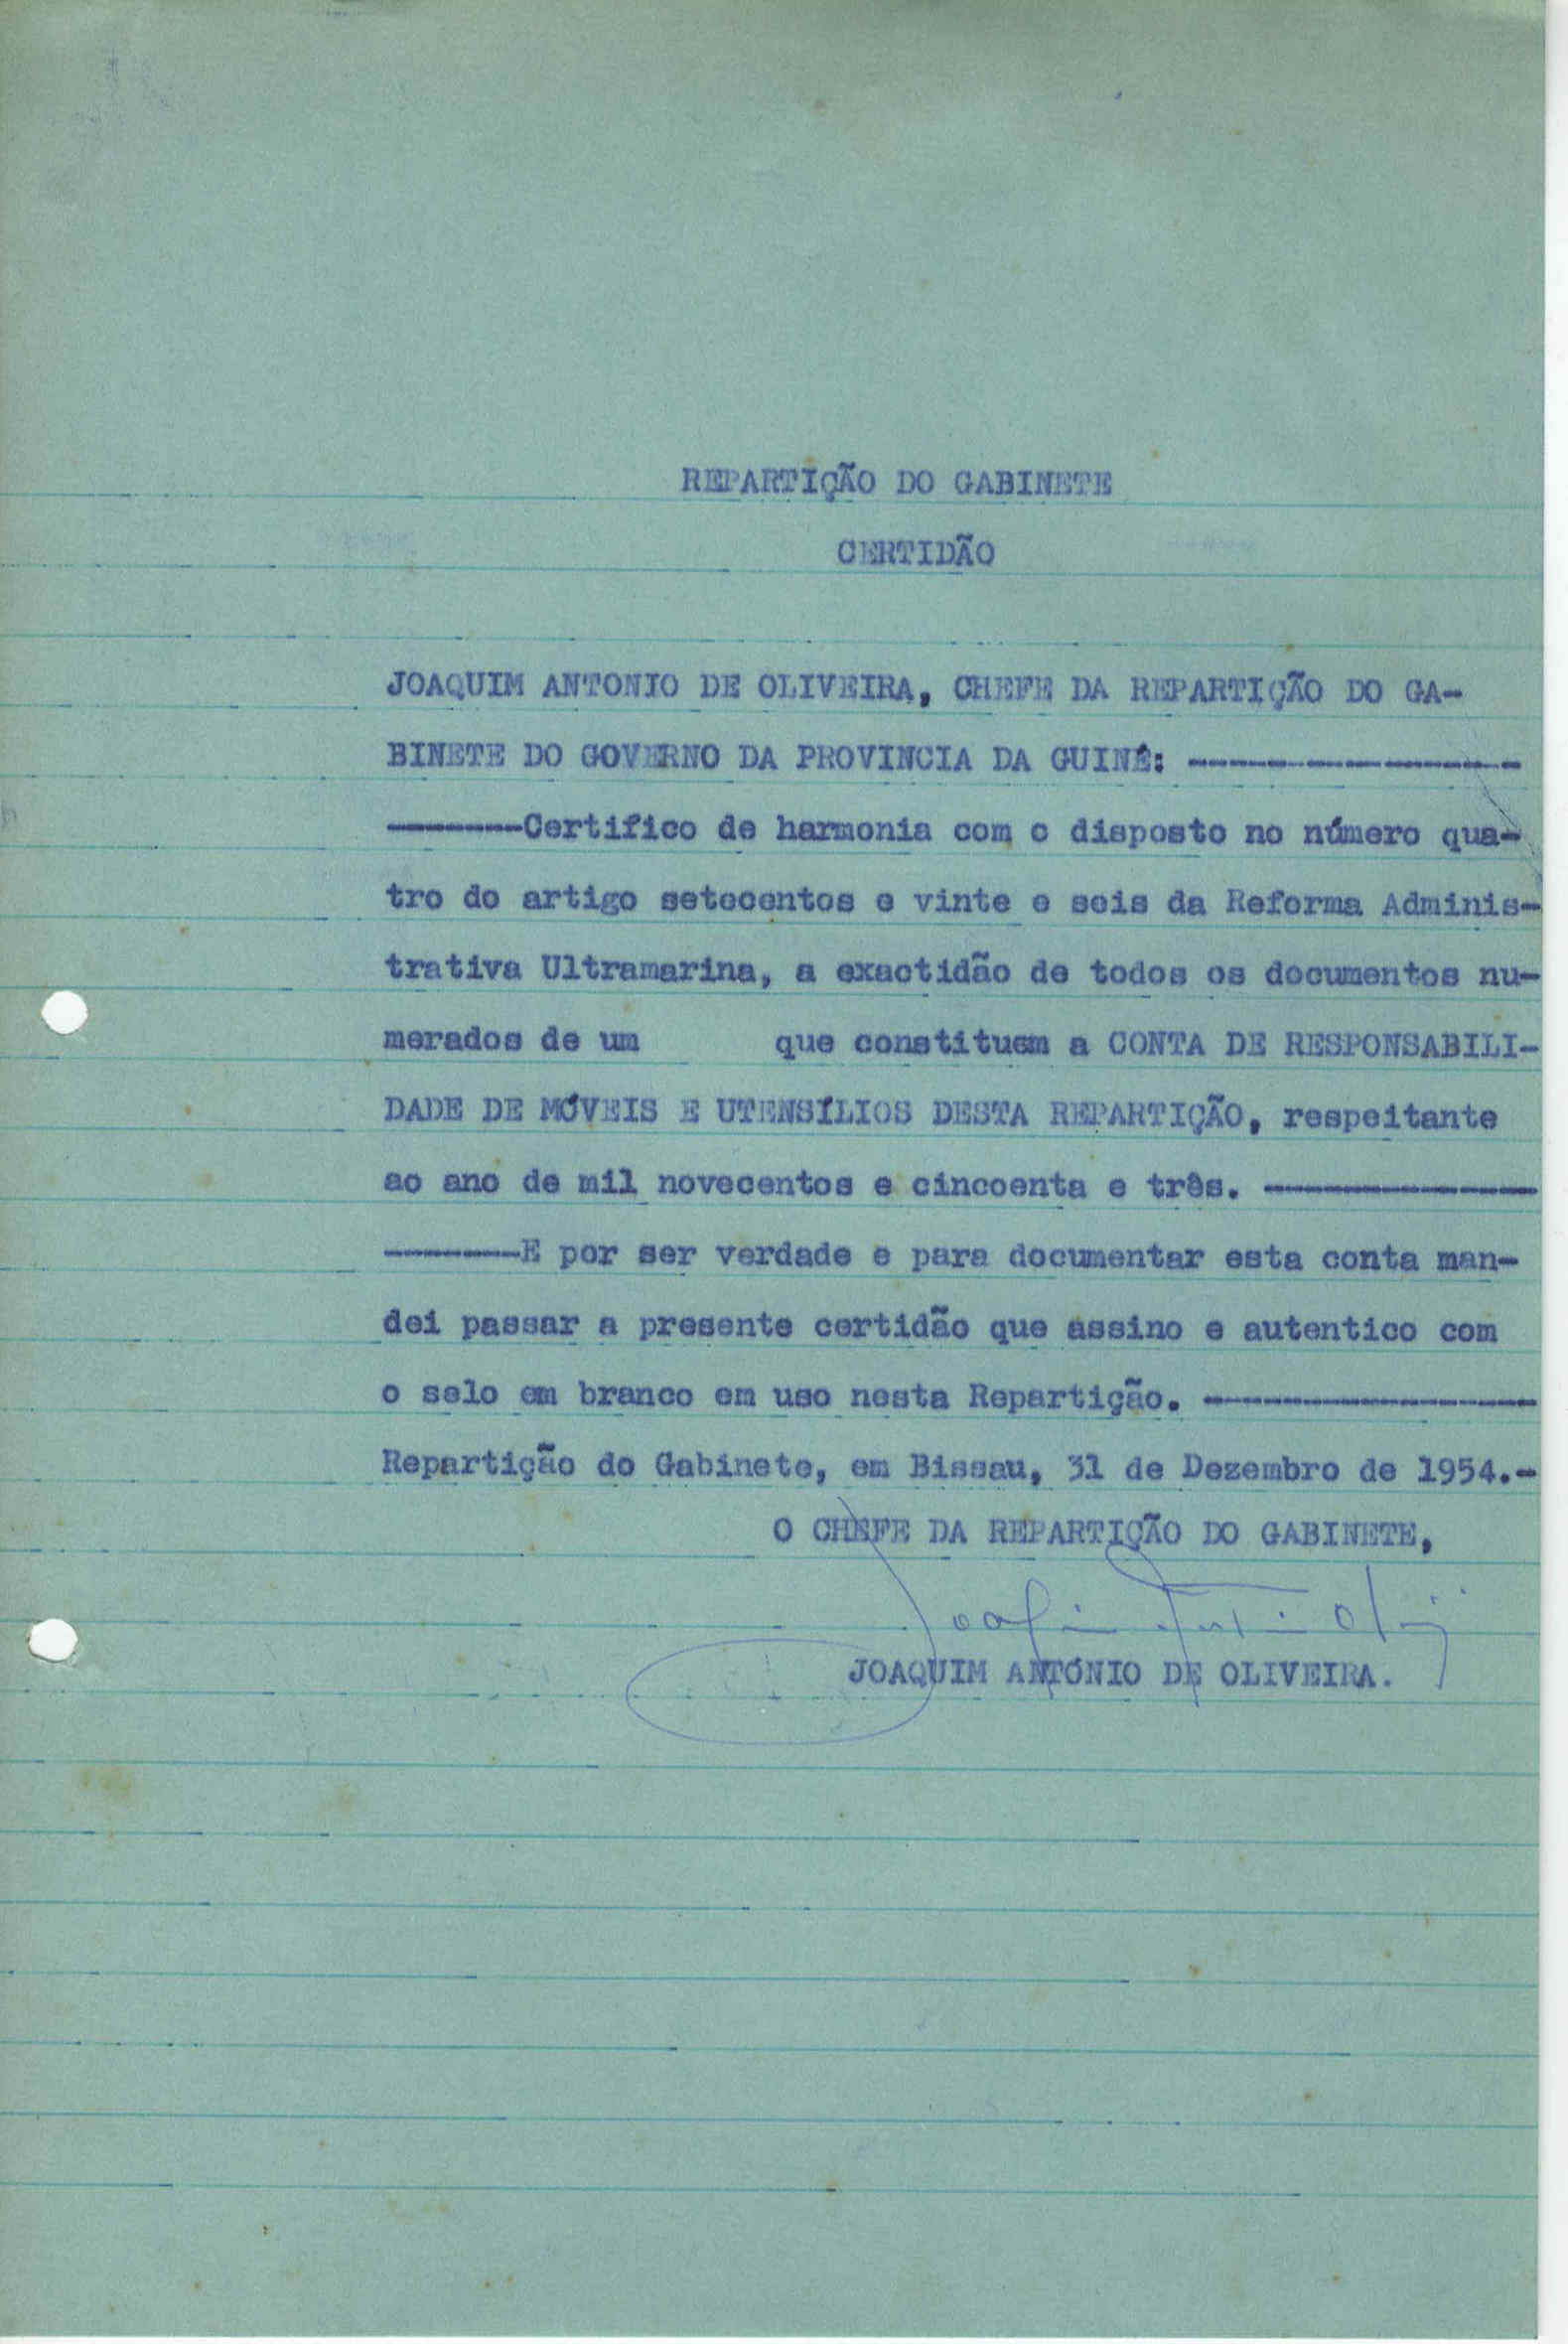 REPARTIÇÃO DO GABINETE
CERTIDÃO
JOAQUIM ANTONIO DE OLIVEIRA, CHEFE DA REPARTIÇÃO DO GA-
BINETE DO GOVERNO DA PROVINCIA DA GUINÉ: -----------------
-------Certifico de harmonia com o disposto no número qua-
tro do artigo setecentos e vinte e seis da Reforma Adminis-
trativa Ultramarina, a exactidão de todos os documentos nu-
merados de um       que constituem a CONTA DE RESPONSABILI-
DADE DE MÓVEIS E UTENSÍLIOS DESTA REPARTIÇÃO, respeitante
ao ano de mil novecentos e cincoenta e três. --------------
-------E por ser verdade e para documentar esta conta man-
dei passar a presente certidão que assino e autentico com
o selo em branco em uso nesta Repartição. -----------------
Repartição do Gabinete, em Bissau, 31 de Dezembro de 1954.-
O CHEFE DA REPARTIÇÃO DO GABINETE,
JOAQUIM ANTÓNIO DE OLIVEIRA.